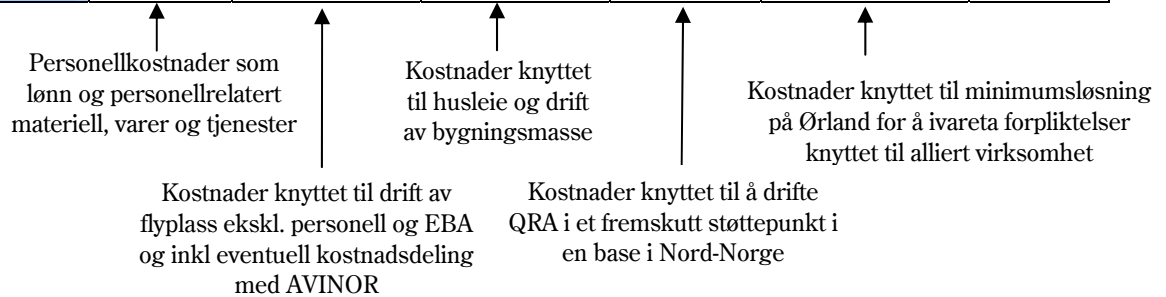 Personellkostnader som
lønn og personellrelatert
materiell, varer og tjenester
Kostnader knyttet til drift av
flyplass ekskl. personell og EBA
og inkl eventuell kostnadsdeling
med AVINOR
Kostnader knyttet
til husleie og drift
av bygningsmasse
Kostnader knyttet til å drifte
QRA i et fremskutt støttepunkt i
en base i Nord-Norge
Kostnader knyttet til minimumsløsning
på Ørland for å ivareta forpliktelser
knyttet til alliert virksomhet